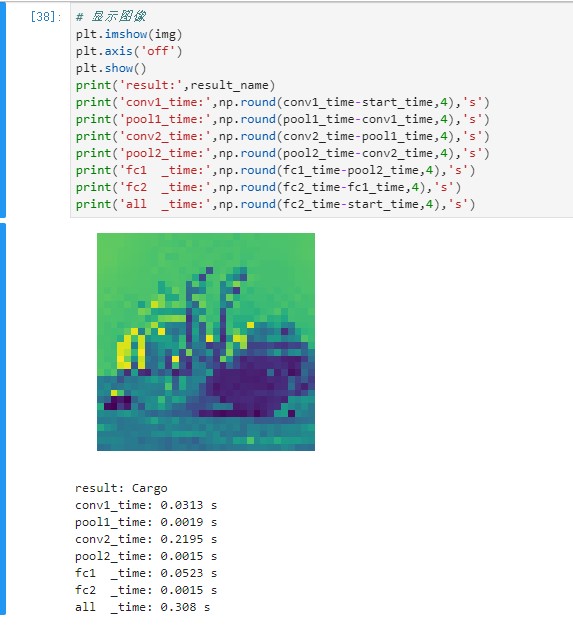 [38]: # 显示图像
plt.imshow(img)
plt.axis('off')
plt.show()
print('result:',result_name)
print('conv1_time:',np.round(conv1_time-start_time,4),'s')
print('pool1_time:',np.round(pool1_time-conv1_time,4),'s')
print('conv2_time:',np.round(conv2_time-pool1_time,4),'s')
print('pool2_time:',np.round(pool2_time-conv2_time,4),'s')
print('fc1  _time:',np.round(fc1_time-pool2_time,4),'s')
print('fc2  _time:',np.round(fc2_time-fc1_time,4),'s')
print('all  _time:',np.round(fc2_time-start_time,4),'s')
result: Cargo
conv1_time: 0.0313 s
pool1_time: 0.0019 s
conv2_time: 0.2195 s
pool2_time: 0.0015 s
fc1  _time: 0.0523 s
fc2  _time: 0.0015 s
all  _time: 0.308 s